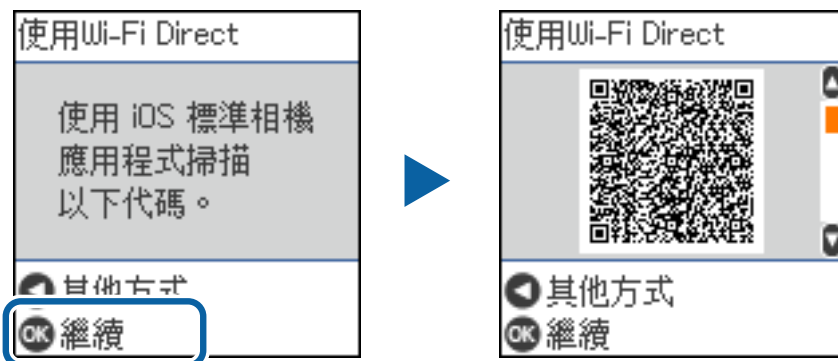 使用Wi-Fi Direct
使用 iOS 標準相機
應用程式掃描
以下代碼。
其他方式
OK 繼續
使用Wi-Fi Direct
其他方式
OK 繼續